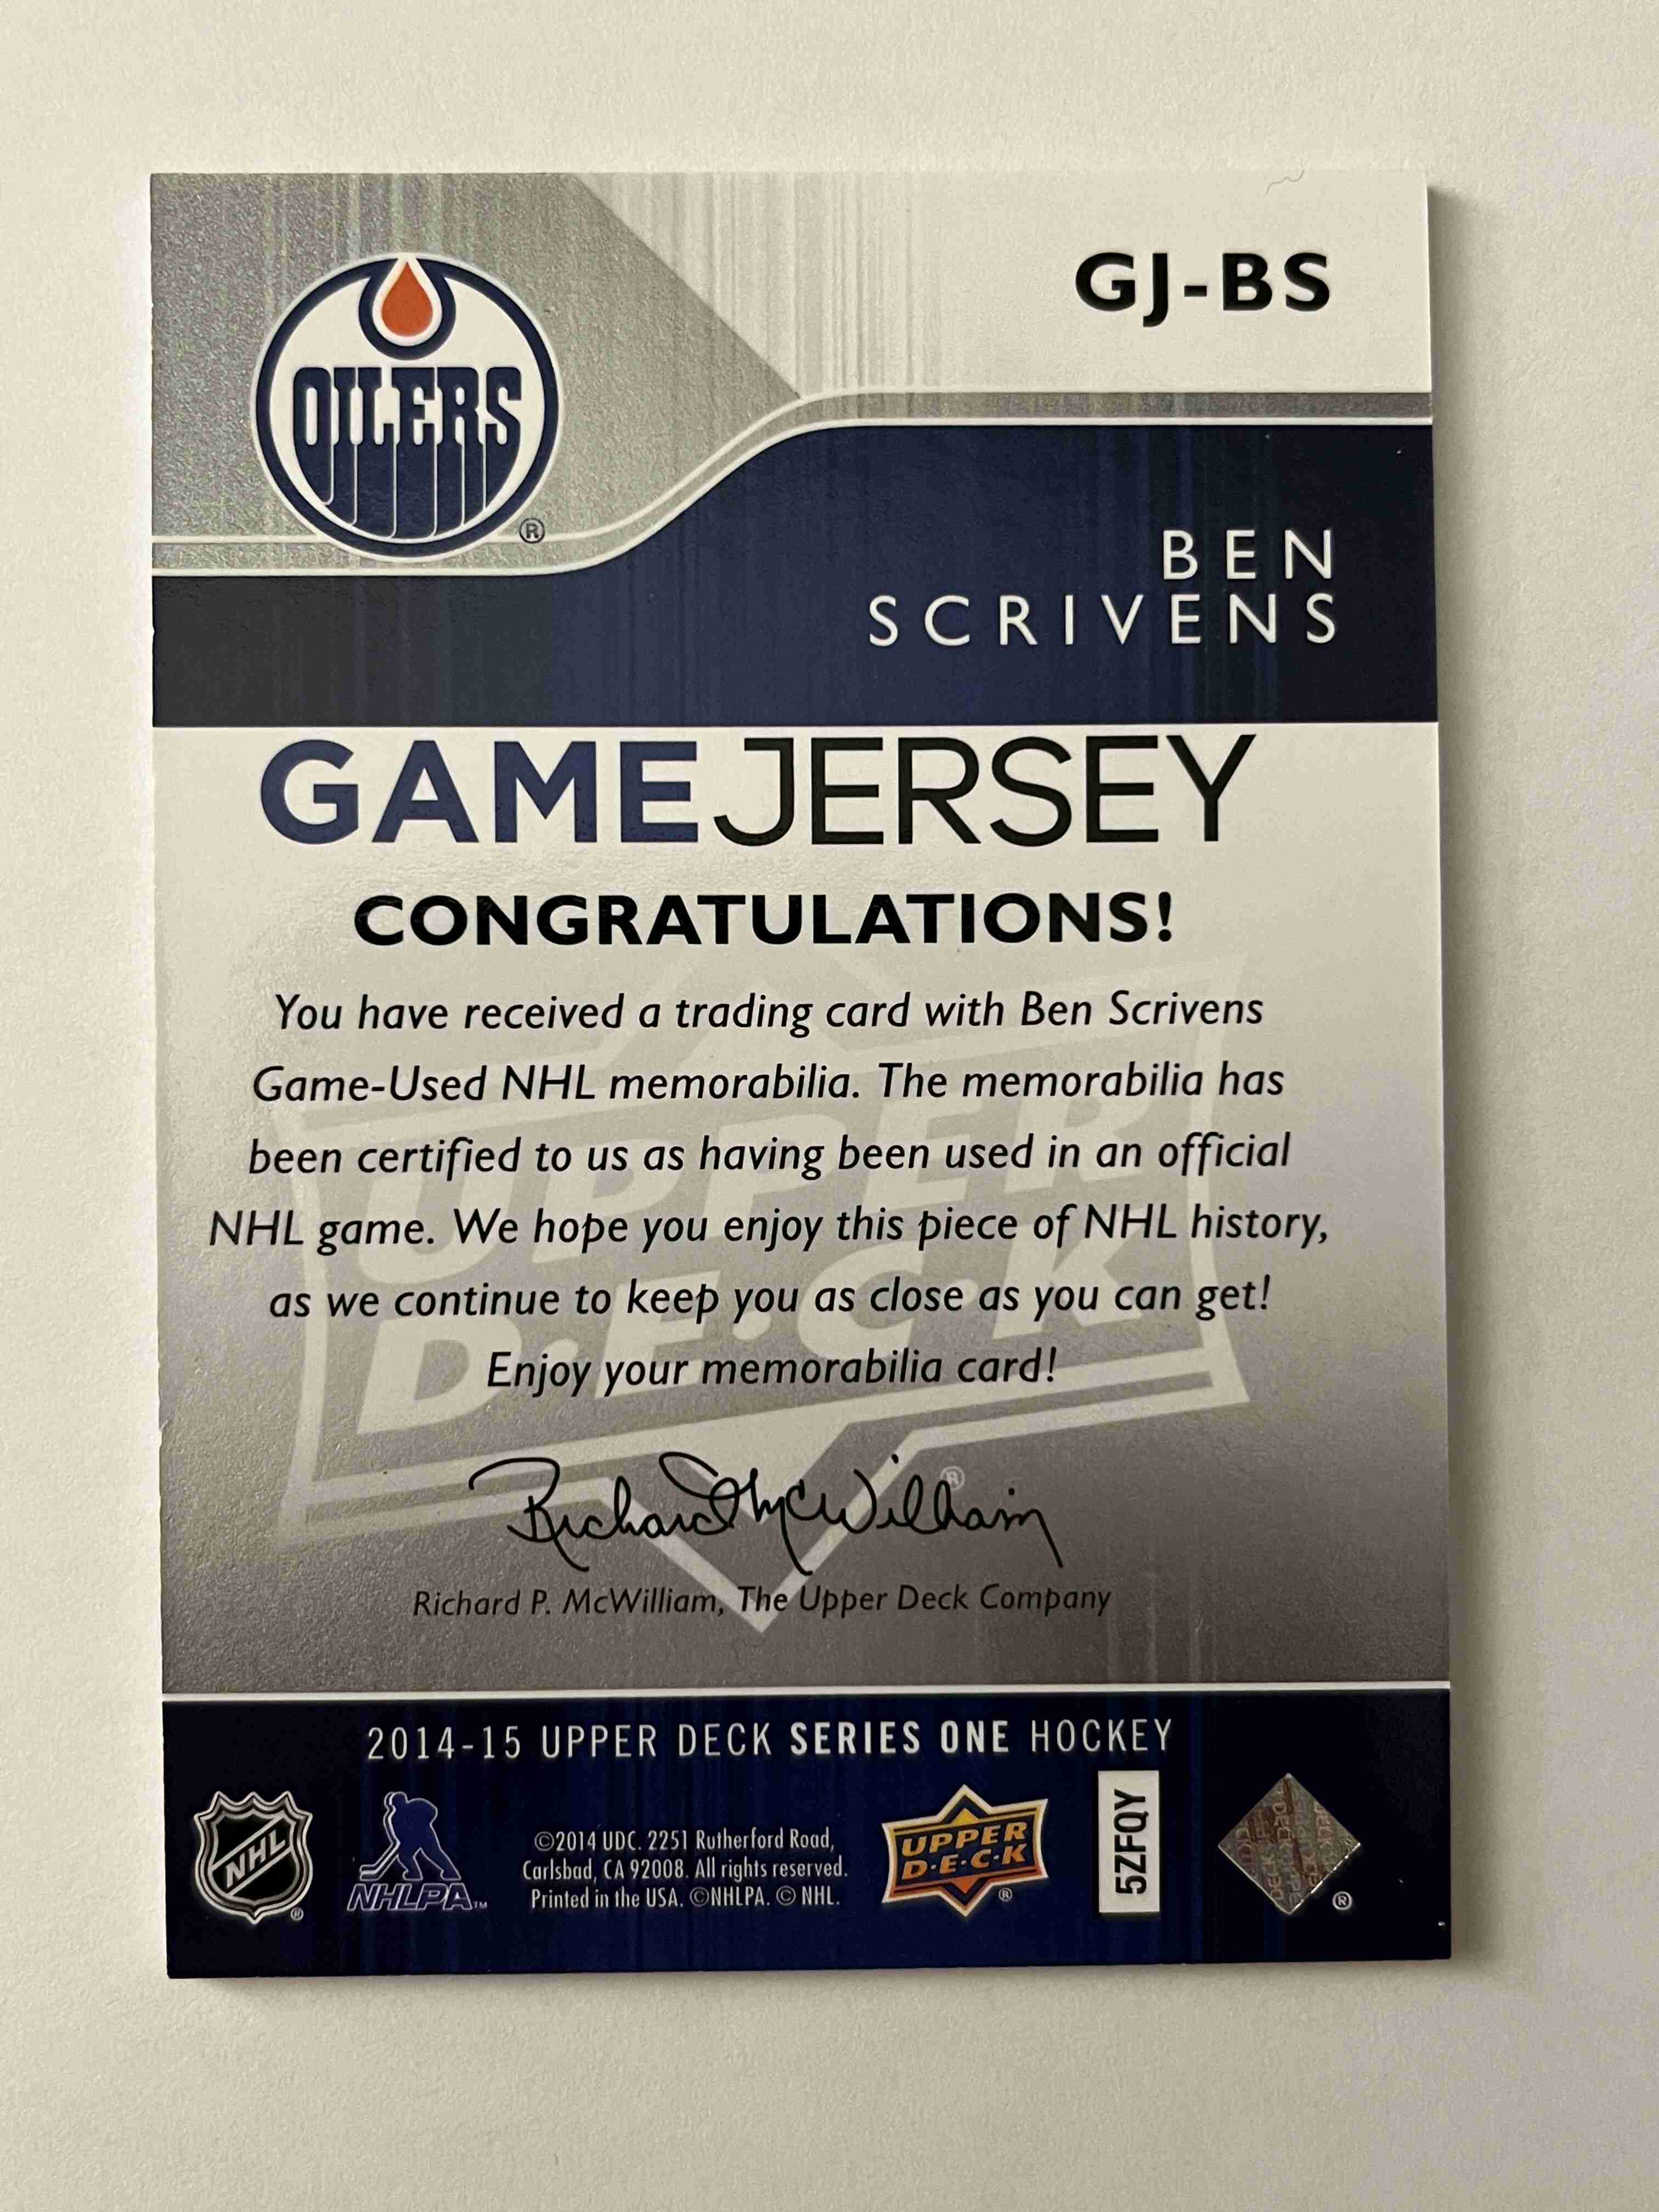 GJ-BS
OILERS
®
BEN
SCRIVENS
GAMEJERSEY
CONGRATULATIONS!
You have received a trading card with Ben Scrivens
Game-Used NHL memorabilia. The memorabilia has
been certified to us as having been used in an official
NHL game. We hope you enjoy this piece of NHL history,
as we continue to keep you as close as you can get!
Enjoy your memorabilia card!
UPPER
D·E·C·K
®
Richard McWilliam
Richard P. McWilliam, The Upper Deck Company
2014-15 UPPER DECK SERIES ONE HOCKEY
NHL
®
NHLPA™
©2014 UDC. 2251 Rutherford Road,
Carlsbad, CA 92008. All rights reserved.
Printed in the USA. ©NHLPA. © NHL.
UPPER
D·E·C·K
®
5ZFQY
®